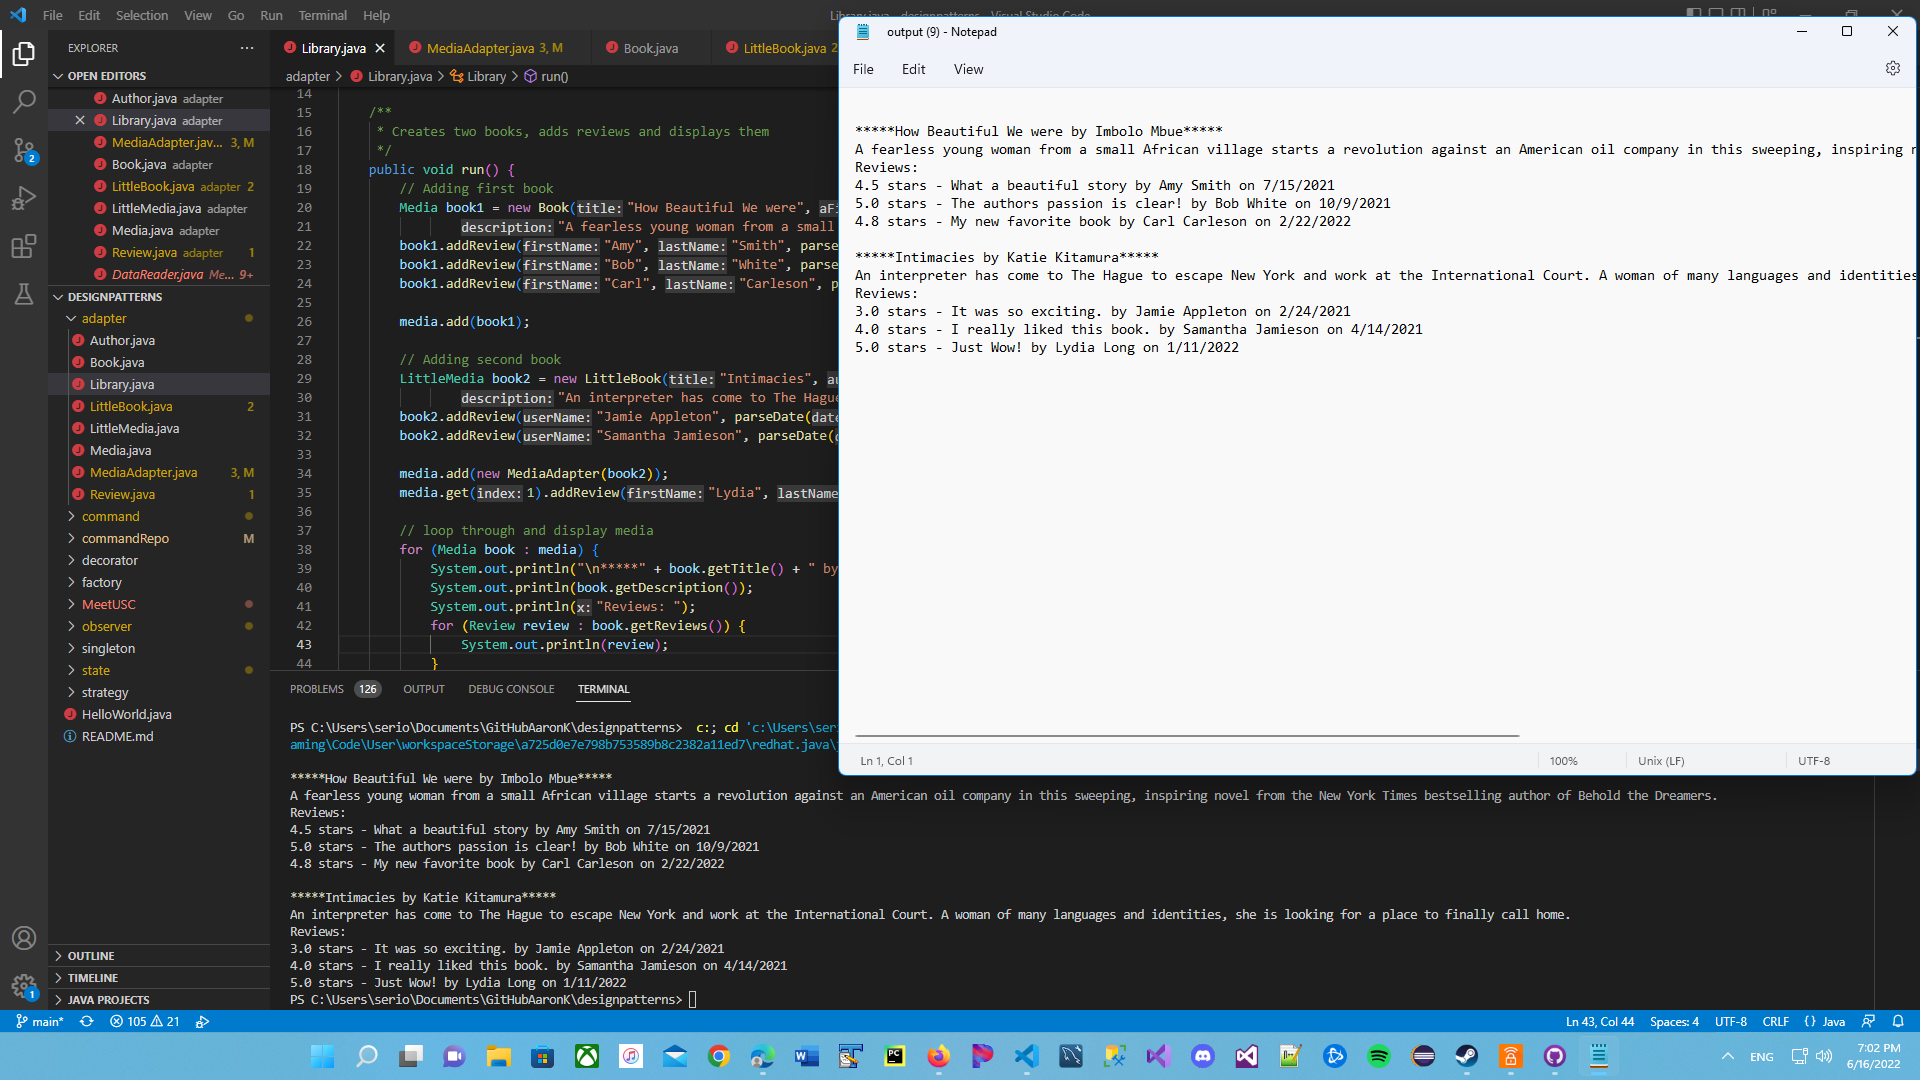 File Edit Selection View Go Run Terminal Help
EXPLORER
OPEN EDITORS
Author.java adapter
Library.java adapter
MediaAdapter.jav... 3, M
Book.java adapter
LittleBook.java adapter 2
LittleMedia.java adapter
Media.java adapter
Review.java adapter 1
DataReader.java Me... 9+
DESIGNPATTERNS
adapter
Author.java
Book.java
Library.java
LittleBook.java 2
LittleMedia.java
Media.java
MediaAdapter.java 3, M
Review.java 1
command
commandRepo M
decorator
factory
MeetUSC
observer
singleton
state
strategy
HelloWorld.java
README.md
OUTLINE
TIMELINE
JAVA PROJECTS
2
1
Library.java MediaAdapter.java 3, M Book.java LittleBook.java 2
adapter > Library.java > Library > run()
14
15 /**
16 * Creates two books, adds reviews and displays them
17 */
18 public void run() {
19 // Adding first book
20 Media book1 = new Book(title: "How Beautiful We were", aFi
21 description: "A fearless young woman from a small
22 book1.addReview(firstName: "Amy", lastName: "Smith", parse
23 book1.addReview(firstName: "Bob", lastName: "White", parse
24 book1.addReview(firstName: "Carl", lastName: "Carleson", p
25
26 media.add(book1);
27
28 // Adding second book
29 LittleMedia book2 = new LittleBook(title: "Intimacies", au
30 description: "An interpreter has come to The Hague
31 book2.addReview(userName: "Jamie Appleton", parseDate(date
32 book2.addReview(userName: "Samantha Jamieson", parseDate(
33
34 media.add(new MediaAdapter(book2));
35 media.get(index: 1).addReview(firstName: "Lydia", lastName
36
37 // loop through and display media
38 for (Media book : media) {
39 System.out.println("\n*****" + book.getTitle() + " by
40 System.out.println(book.getDescription());
41 System.out.println(x: "Reviews: ");
42 for (Review review : book.getReviews()) {
43 System.out.println(review);
44 }
output (9) - Notepad
File Edit View
*****How Beautiful We were by Imbolo Mbue*****
A fearless young woman from a small African village starts a revolution against an American oil company in this sweeping, inspiring
Reviews:
4.5 stars - What a beautiful story by Amy Smith on 7/15/2021
5.0 stars - The authors passion is clear! by Bob White on 10/9/2021
4.8 stars - My new favorite book by Carl Carleson on 2/22/2022
*****Intimacies by Katie Kitamura*****
An interpreter has come to The Hague to escape New York and work at the International Court. A woman of many languages and identities
Reviews:
3.0 stars - It was so exciting. by Jamie Appleton on 2/24/2021
4.0 stars - I really liked this book. by Samantha Jamieson on 4/14/2021
5.0 stars - Just Wow! by Lydia Long on 1/11/2022
Ln 1, Col 1 100% Unix (LF) UTF-8
PROBLEMS 126 OUTPUT DEBUG CONSOLE TERMINAL
PS C:\Users\serio\Documents\GitHubAaronK\designpatterns> c:; cd 'c:\Users\seri
aming\Code\User\workspaceStorage\a725d0e7e798b753589b8c2382a11ed7\redhat.java\
*****How Beautiful We were by Imbolo Mbue*****
A fearless young woman from a small African village starts a revolution against an American oil company in this sweeping, inspiring novel from the New York Times bestselling author of Behold the Dreamers.
Reviews:
4.5 stars - What a beautiful story by Amy Smith on 7/15/2021
5.0 stars - The authors passion is clear! by Bob White on 10/9/2021
4.8 stars - My new favorite book by Carl Carleson on 2/22/2022
*****Intimacies by Katie Kitamura*****
An interpreter has come to The Hague to escape New York and work at the International Court. A woman of many languages and identities, she is looking for a place to finally call home.
Reviews:
3.0 stars - It was so exciting. by Jamie Appleton on 2/24/2021
4.0 stars - I really liked this book. by Samantha Jamieson on 4/14/2021
5.0 stars - Just Wow! by Lydia Long on 1/11/2022
PS C:\Users\serio\Documents\GitHubAaronK\designpatterns>
main* 105 21 Ln 43, Col 44 Spaces: 4 UTF-8 CRLF {} Java
ENG 7:02 PM
6/16/2022